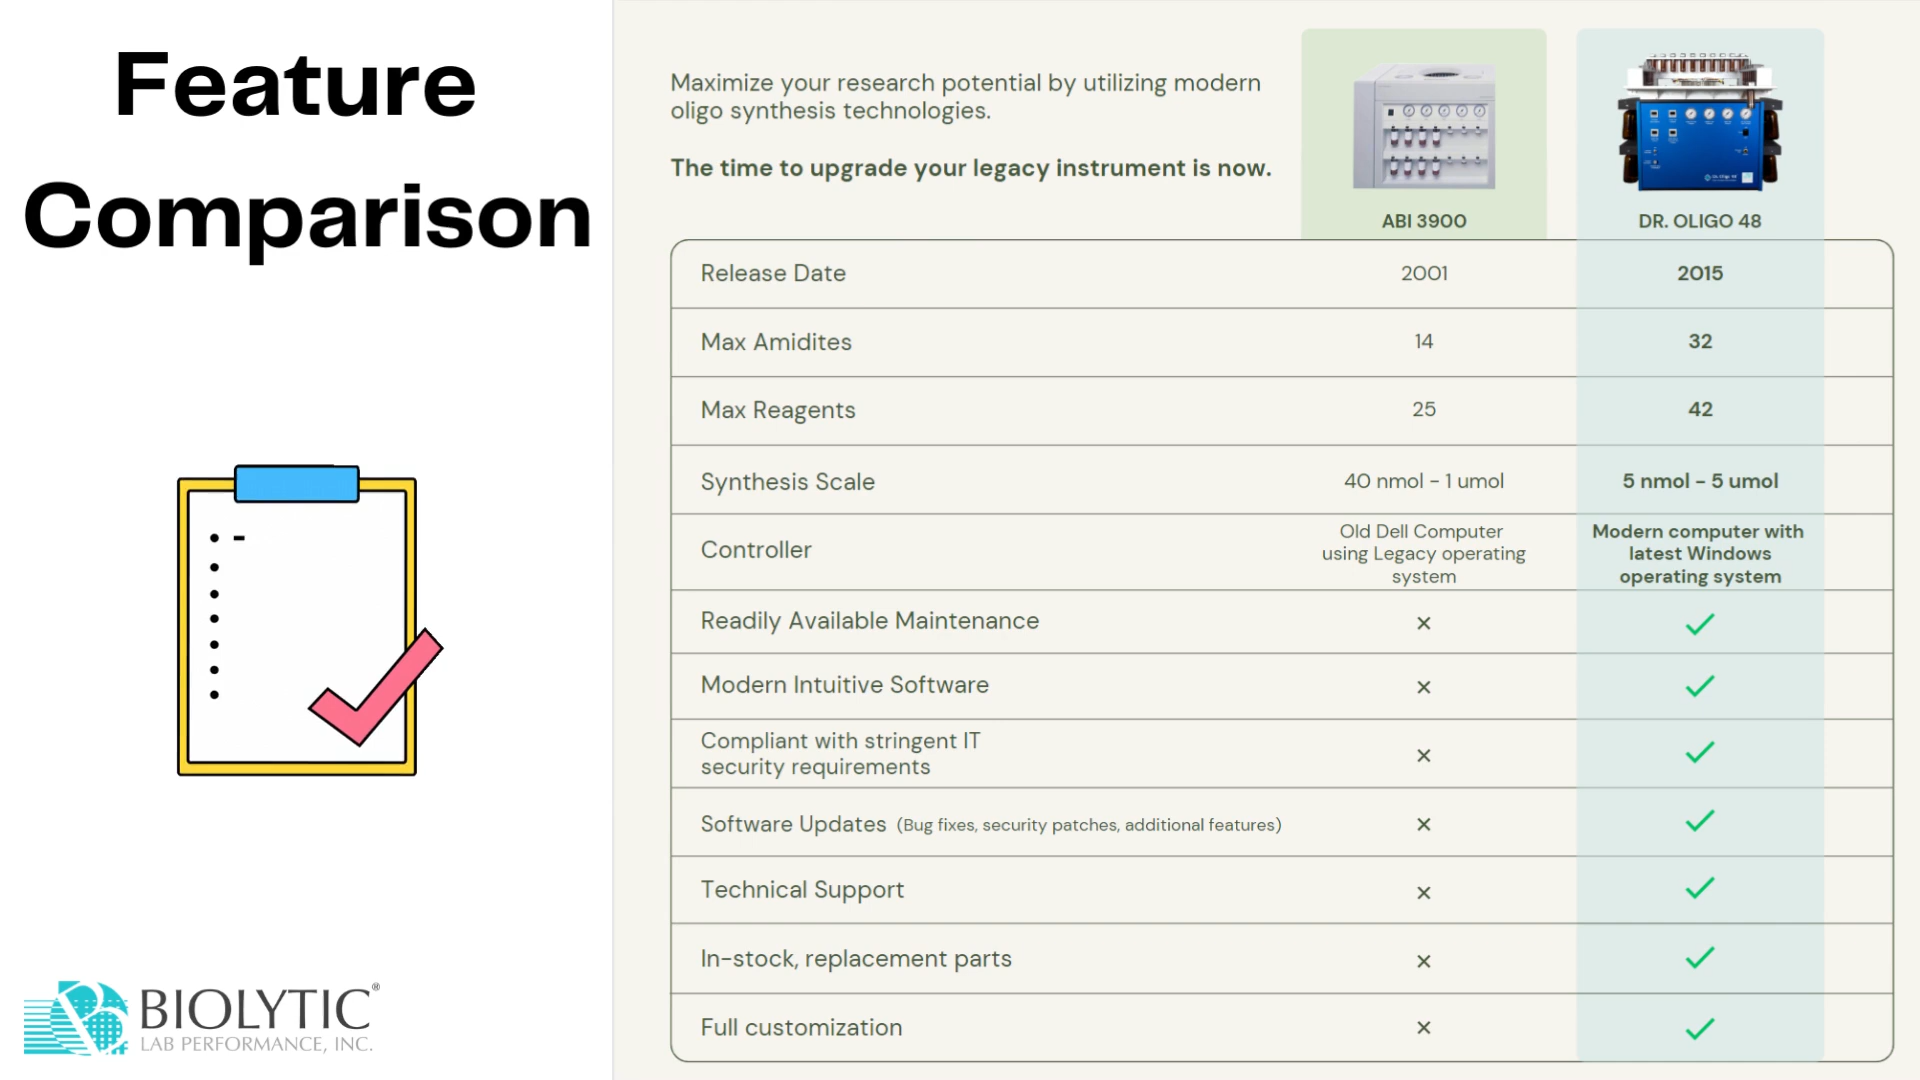 Feature
Comparison
Maximize your research potential by utilizing modern
oligo synthesis technologies.
The time to upgrade your legacy instrument is now.
ABI 3900
DR. OLIGO 48
Release Date 2001 2015
Max Amidites 14 32
Max Reagents 25 42
Synthesis Scale 40 nmol - 1 umol 5 nmol - 5 umol
Controller
Old Dell Computer
using Legacy operating
system
Modern computer with
latest Windows
operating system
Readily Available Maintenance × ✓
Modern Intuitive Software × ✓
Compliant with stringent IT
security requirements × ✓
Software Updates (Bug fixes, security patches, additional features) × ✓
Technical Support × ✓
In-stock, replacement parts × ✓
Full customization × ✓
BIOLYTIC®
LAB PERFORMANCE, INC.